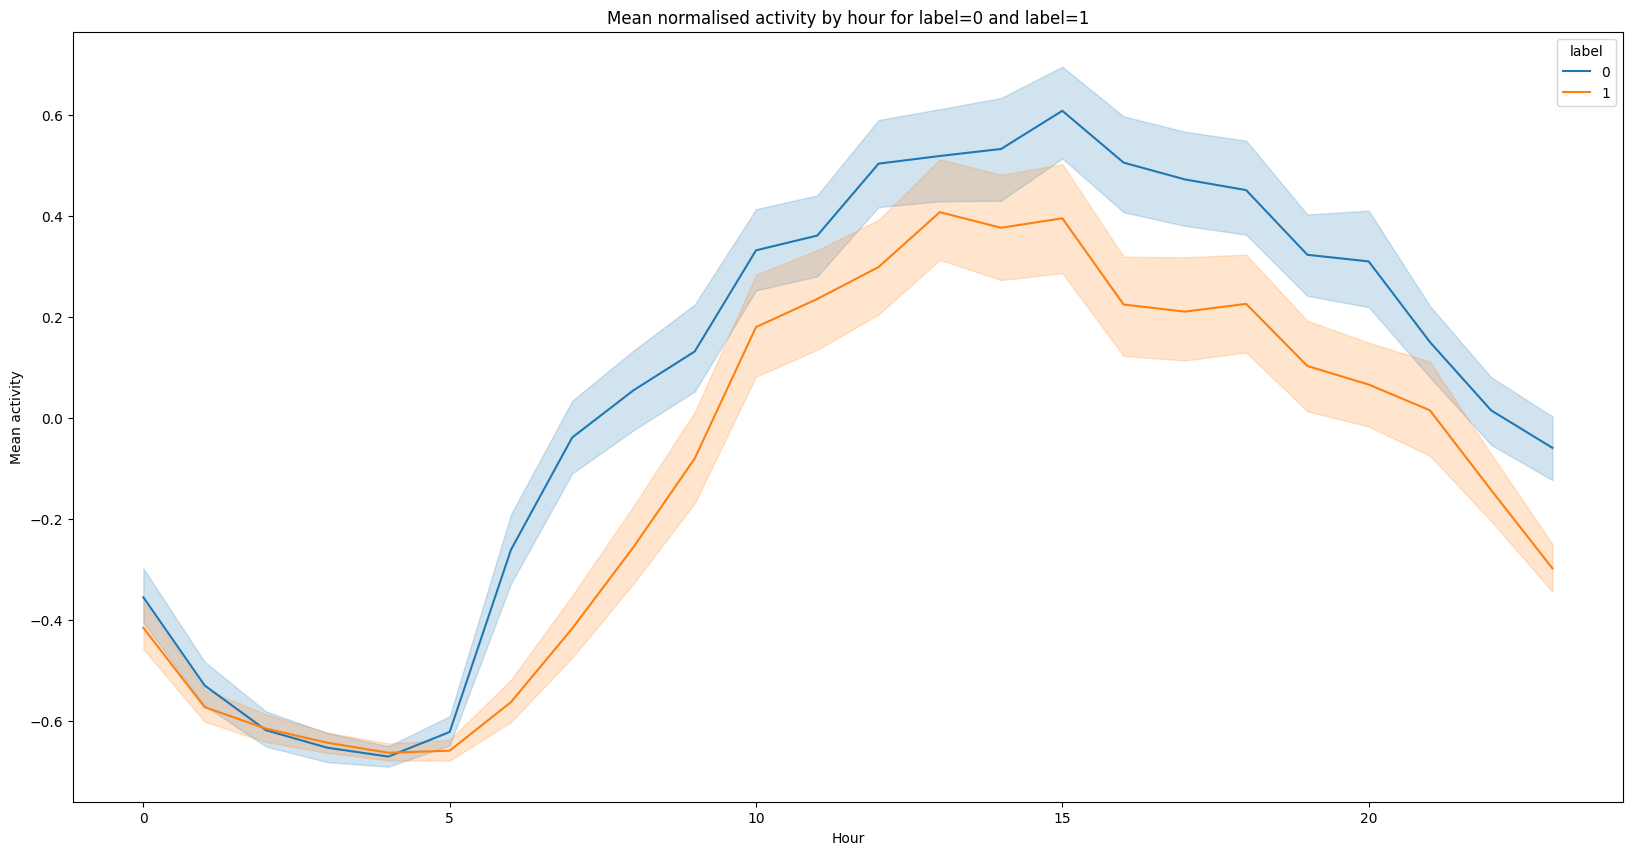 Mean normalised activity by hour for label=0 and label=1
label
0
1
Mean activity
0.6
0.4
0.2
0.0
−0.2
−0.4
−0.6
0 5 10 15 20
Hour